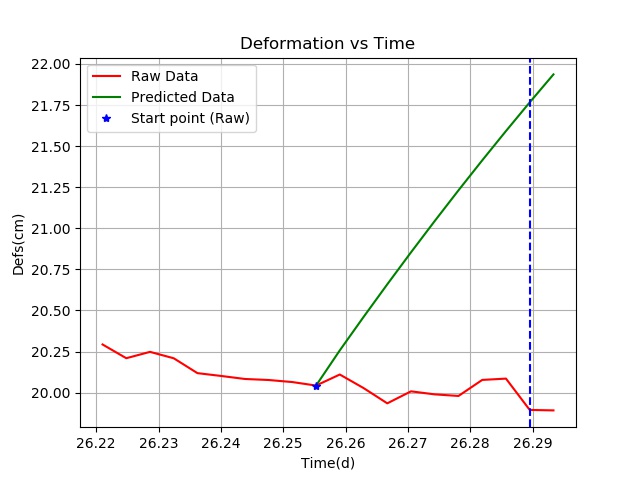 Deformation vs Time
Raw Data
Predicted Data
Start point (Raw)
22.00
21.75
21.50
21.25
21.00
20.75
20.50
20.25
20.00
Defs(cm)
26.22 26.23 26.24 26.25 26.26 26.27 26.28 26.29
Time(d)